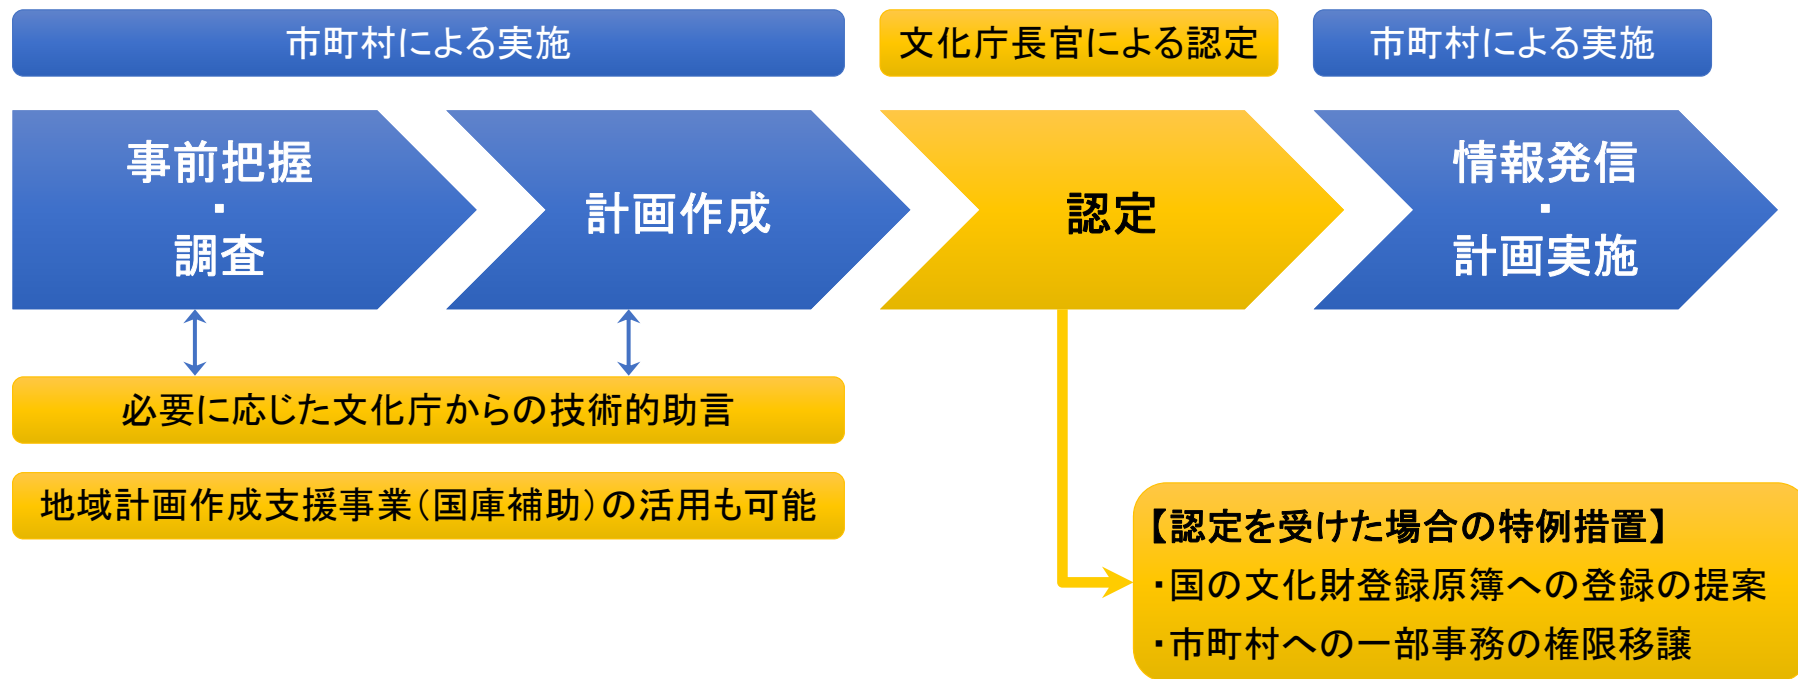 市町村による実施
文化庁長官による認定
市町村による実施
事前把握
・
調査
計画作成
認定
情報発信
・
計画実施
必要に応じた文化庁からの技術的助言
地域計画作成支援事業(国庫補助)の活用も可能
【認定を受けた場合の特例措置】
・国の文化財登録原簿への登録の提案
・市町村への一部事務の権限移譲